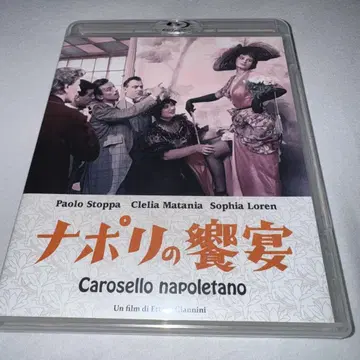 Paolo Stoppa Clelia Matania Sophia Loren
ナポリの饗宴
Carosello napoletano
Un film di Ettore Giannini